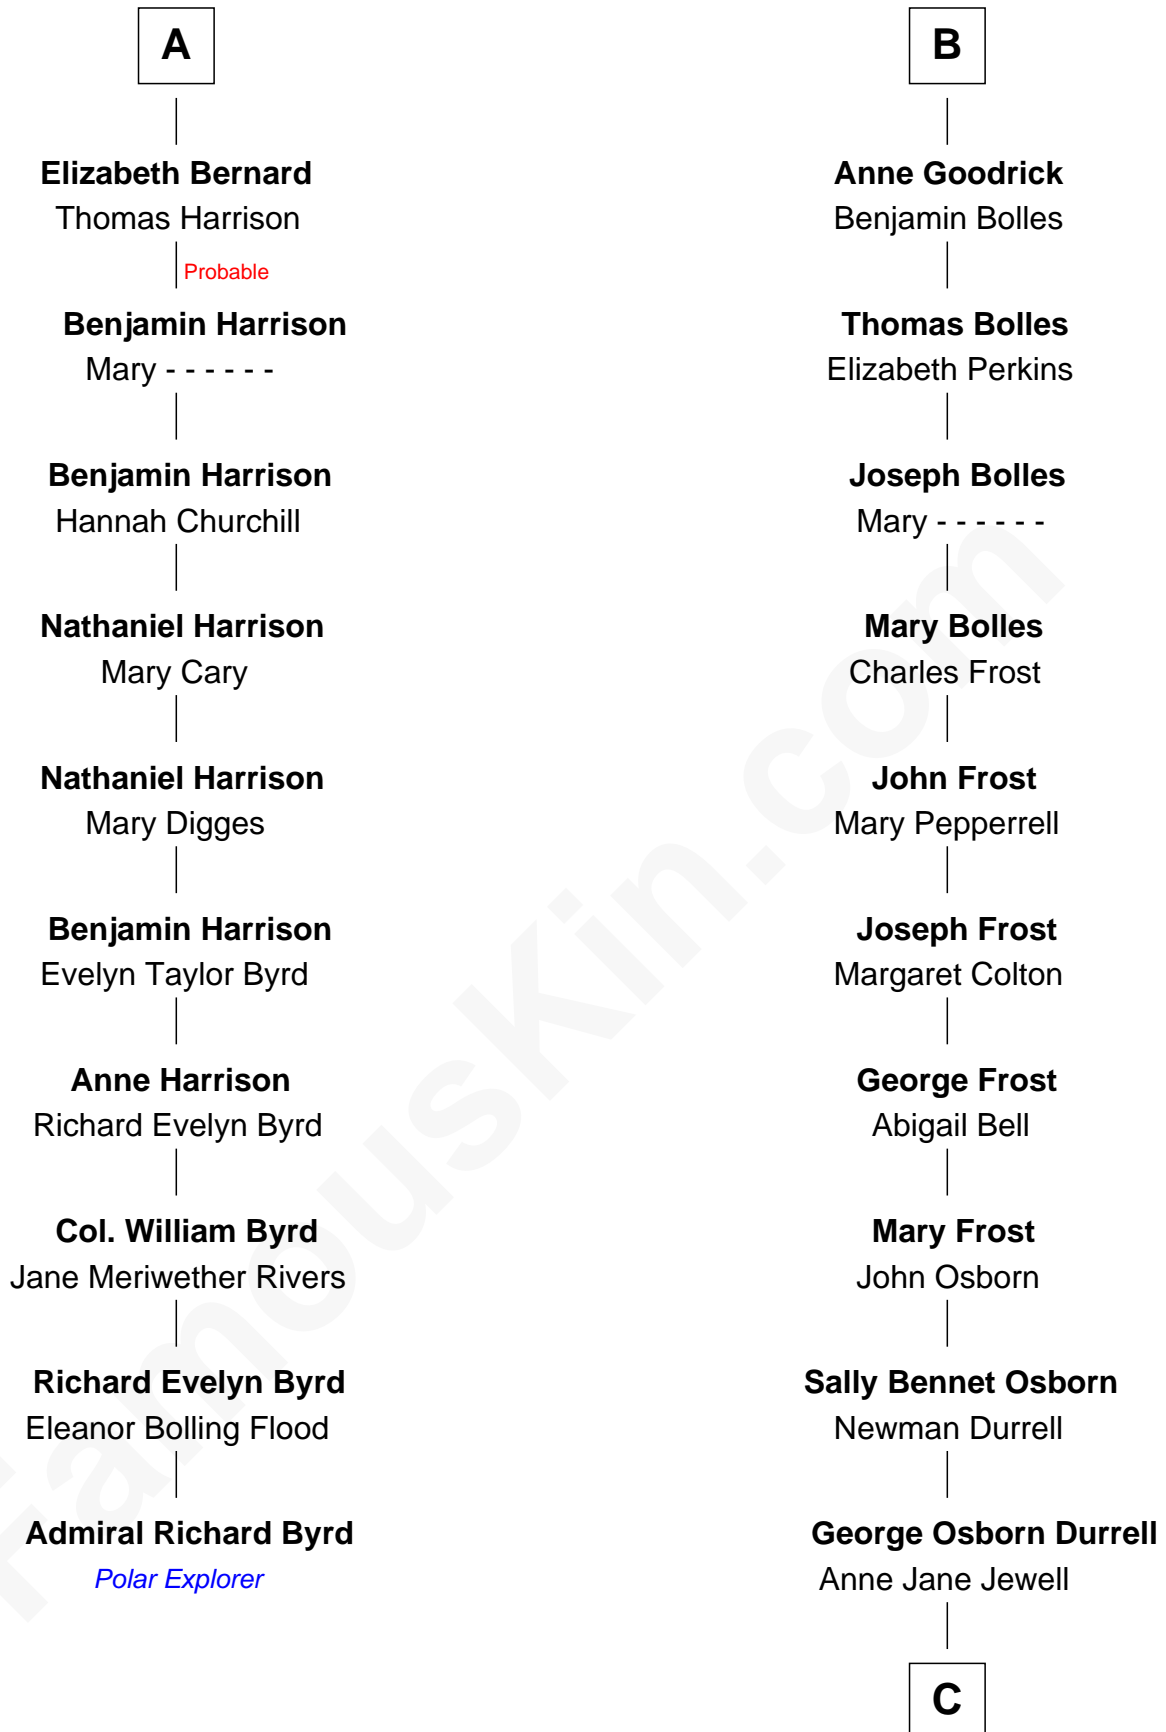 A
Elizabeth Bernard
Thomas Harrison
Probable
Benjamin Harrison
Mary - - - - - -
Benjamin Harrison
Hannah Churchill
Nathaniel Harrison
Mary Cary
Nathaniel Harrison
Mary Digges
Benjamin Harrison
Evelyn Taylor Byrd
Anne Harrison
Richard Evelyn Byrd
Col. William Byrd
Jane Meriwether Rivers
Richard Evelyn Byrd
Eleanor Bolling Flood
Admiral Richard Byrd
Polar Explorer
B
Anne Goodrick
Benjamin Bolles
Thomas Bolles
Elizabeth Perkins
Joseph Bolles
Mary - - - - - -
Mary Bolles
Charles Frost
John Frost
Mary Pepperrell
Joseph Frost
Margaret Colton
George Frost
Abigail Bell
Mary Frost
John Osborn
Sally Bennet Osborn
Newman Durrell
George Osborn Durrell
Anne Jane Jewell
C
FamousKin.com